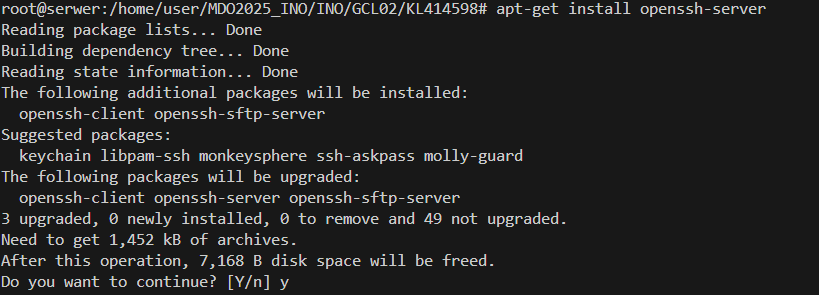 root@serwer:/home/user/MDO2025_INO/INO/GCL02/KL414598# apt-get install openssh-server
Reading package lists... Done
Building dependency tree... Done
Reading state information... Done
The following additional packages will be installed:
  openssh-client openssh-sftp-server
Suggested packages:
  keychain libpam-ssh monkeysphere ssh-askpass molly-guard
The following packages will be upgraded:
  openssh-client openssh-server openssh-sftp-server
3 upgraded, 0 newly installed, 0 to remove and 49 not upgraded.
Need to get 1,452 kB of archives.
After this operation, 7,168 B disk space will be freed.
Do you want to continue? [Y/n] y